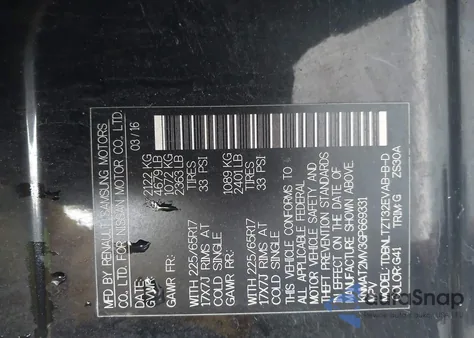 MFD BY RENAULT SAMSUNG MOTORS
CO., LTD. FOR NISSAN MOTOR CO., LTD.
DATE: 03 / 16
GVWR: 2122 KG
4679 LB
GAWR FR: 1072 KG
2363 LB
WITH 225/65R17 TIRES
17X7J RIMS AT 33 PSI
COLD SINGLE
GAWR RR: 1089 KG
2401 LB
WITH 225/65R17 TIRES
17X7J RIMS AT 33 PSI
COLD SINGLE
THIS VEHICLE CONFORMS TO
ALL APPLICABLE FEDERAL
MOTOR VEHICLE SAFETY AND
THEFT PREVENTION STANDARDS
IN EFFECT ON THE DATA OF
MANUFACTURE SHOWN ABOVE.
KNMAT2MV3GP669331
MPV
MODEL: TDBNLTZT32EVAB-B-D
COLOR: G41 TRIM: G ZS30A
AutoSnap